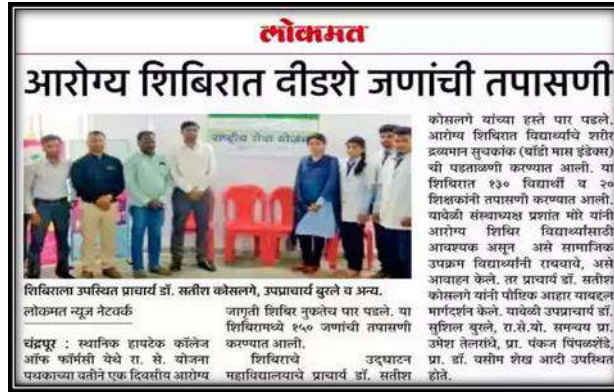 लोकमत
आरोग्य शिबिरात दीडशे जणांची तपासणी
राष्ट्रीय सेवा योजना
शिबिराला उपस्थित प्राचार्य डॉ. सतीश कोसलगे, उपप्राचार्य बुरले व अन्य.
लोकमत न्यूज नेटवर्क
चंद्रपूर : स्थानिक हायटेक कॉलेज
ऑफ फॉर्मसी येथे रा. से. योजना
पथकाच्या वतीने एक दिवसीय आरोग्य
जागृती शिबिर नुकतेच पार पडले. या
शिबिरामध्ये १५० जणांची तपासणी
करण्यात आली.
शिबिराचे उद्घाटन
महाविद्यालयाचे प्राचार्य डॉ. सतीश
कोसलगे यांच्या हस्ते पार पडले.
आरोग्य शिबिरात विद्यार्थ्यांचे शरीर
द्रव्यमान सुचकांक (बॉडी मास इंडेक्स)
ची पडताळणी करण्यात आली. या
शिबिरात १३० विद्यार्थी व २०
शिक्षकांनी तपासणी करण्यात आली.
यावेळी संस्थाध्यक्ष प्रशांत मोरे यांनी
आरोग्य शिबिर विद्यार्थ्यांसाठी
आवश्यक असून असे सामाजिक
उपक्रम विद्यार्थ्यांनी राबवावे, असे
आवाहन केले. तर प्राचार्य डॉ. सतीश
कोसलगे यांनी पौष्टिक आहाराबद्दल
मार्गदर्शन केले. यावेळी उपप्राचार्य डॉ.
सुशिल बुरले, रा.से.यो. समन्वय प्रा.
उमेश तेलरांधे, प्रा. पंकज पिंपळशेंडे,
प्रा. डॉ. वसीम शेख आदी उपस्थित
होते.